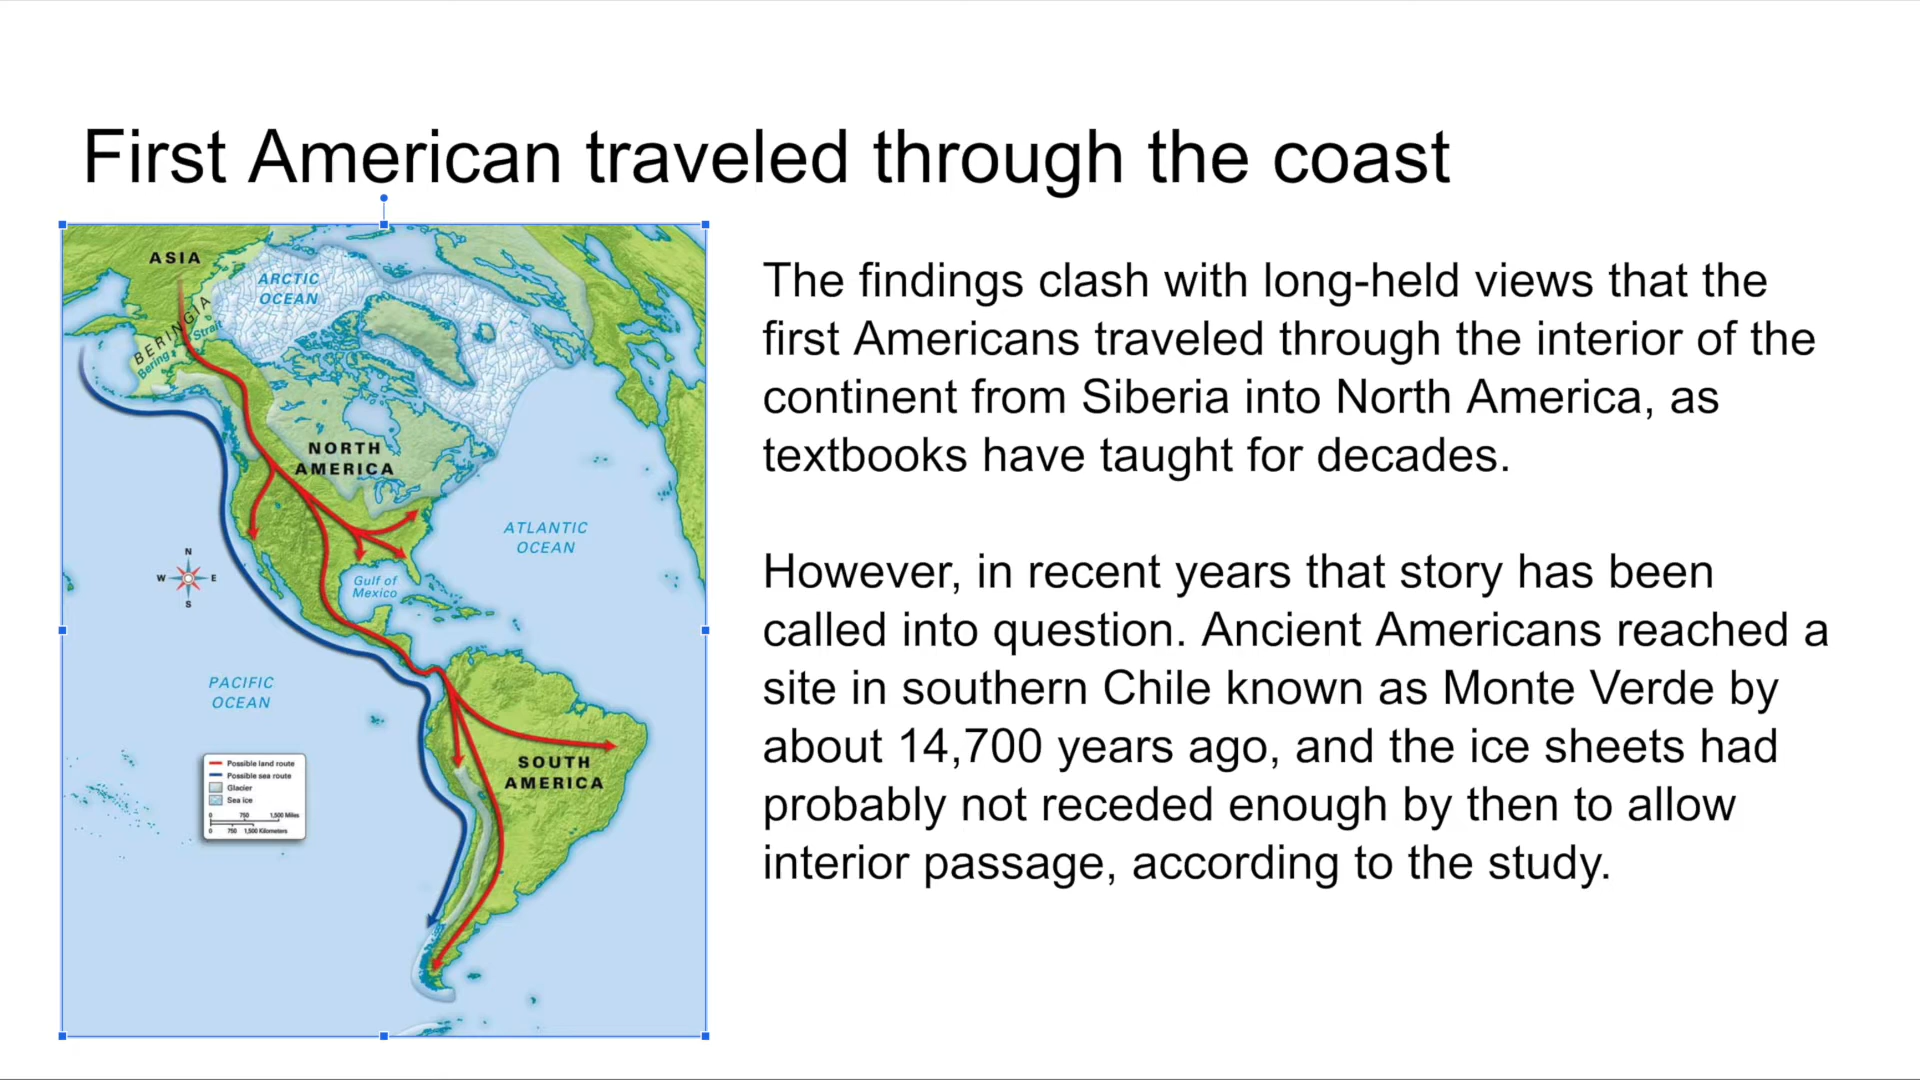 First American traveled through the coast
ASIA
ARCTIC
OCEAN
BERINGIA
Bering Strait
NORTH
AMERICA
ATLANTIC
OCEAN
N
W E
S
Gulf of
Mexico
PACIFIC
OCEAN
SOUTH
AMERICA
Possible land route
Possible sea route
Glacier
Sea ice
0 750 1,500 Miles
0 750 1,500 Kilometers
The findings clash with long-held views that the
first Americans traveled through the interior of the
continent from Siberia into North America, as
textbooks have taught for decades.
However, in recent years that story has been
called into question. Ancient Americans reached a
site in southern Chile known as Monte Verde by
about 14,700 years ago, and the ice sheets had
probably not receded enough by then to allow
interior passage, according to the study.